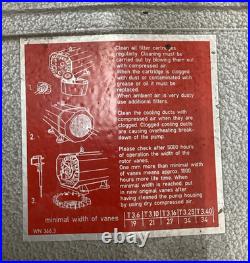 Clean all filter cartridges
regularly. Cleaning must be
carried out by blowing them out
with compressed air.
When the cartridge is clogged
with dust or contaminated with
grease or oil it must be
replaced.
When ambient air is very dusty
use additional filters.
Clean the cooling ducts with
compressed air when they are
clogged. Clogged cooling ducts
are causing overheating break-
down of the pump.
Please check after 5000 hours
of operation the width of
the rotor vanes.
One mm more than minimal width
of vanes means approx. 1000
hours more life time. When
minimal width is reached, put
in new original vanes after
having cleaned the pump housing
by using dry compressed air.
1.
2.
3.
minimal width of vanes
T 3.6 T 3.10 T 3.16 T 3.25 T 3.40
19 21 27 34 34
WN 366.3